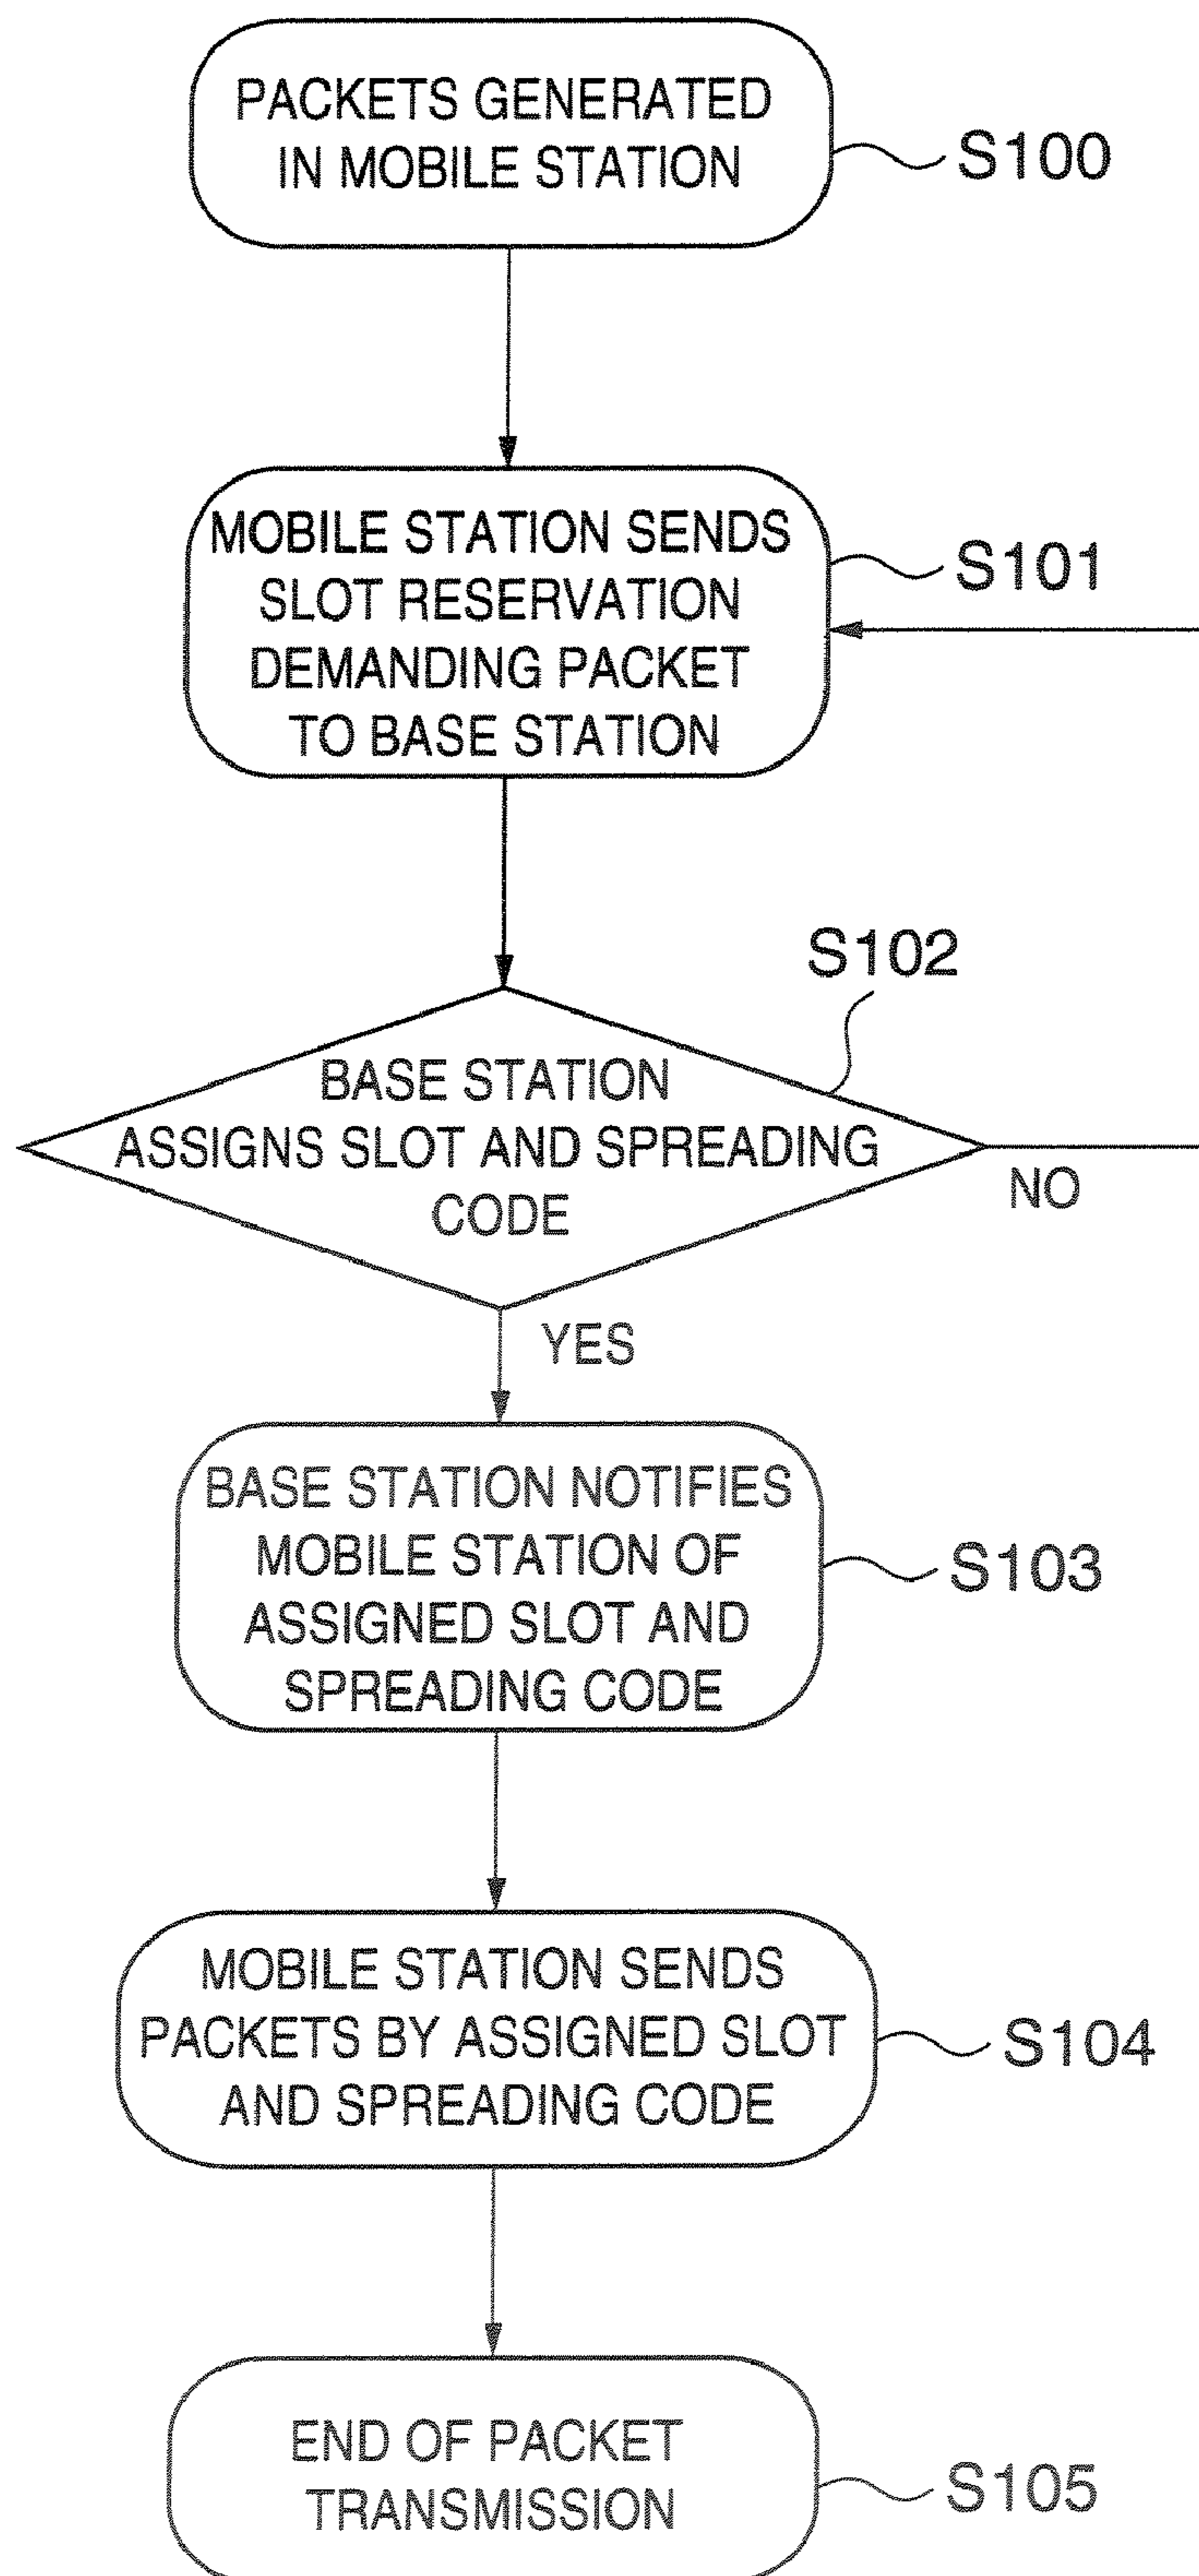 PACKETS GENERATED
IN MOBILE STATION
S100
MOBILE STATION SENDS
SLOT RESERVATION
DEMANDING PACKET
TO BASE STATION
S101
S102
BASE STATION
ASSIGNS SLOT AND SPREADING
CODE
NO
YES
BASE STATION NOTIFIES
MOBILE STATION OF
ASSIGNED SLOT AND
SPREADING CODE
S103
MOBILE STATION SENDS
PACKETS BY ASSIGNED SLOT
AND SPREADING CODE
S104
END OF PACKET
TRANSMISSION
S105